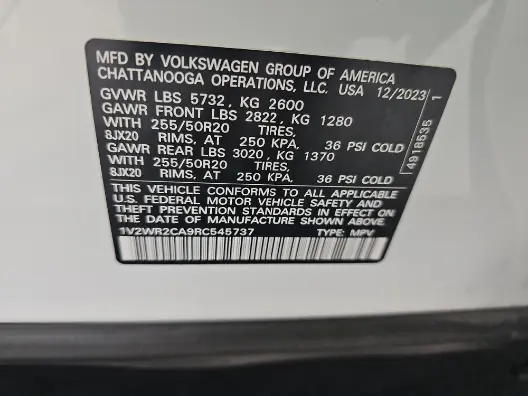 MFD BY VOLKSWAGEN GROUP OF AMERICA
CHATTANOOGA OPERATIONS, LLC. USA 12/2023
GVWR LBS 5732, KG 2600
GAWR FRONT LBS 2822, KG 1280
WITH 255/50R20 TIRES,
8JX20 RIMS, AT 250 KPA, 36 PSI COLD
GAWR REAR LBS 3020, KG 1370
WITH 255/50R20 TIRES,
8JX20 RIMS, AT 250 KPA, 36 PSI COLD
THIS VEHICLE CONFORMS TO ALL APPLICABLE
U.S. FEDERAL MOTOR VEHICLE SAFETY AND
THEFT PREVENTION STANDARDS IN EFFECT ON
THE DATE OF MANUFACTURE SHOWN ABOVE.
1V2WR2CA9RC545737 TYPE: MPV
4918535 1